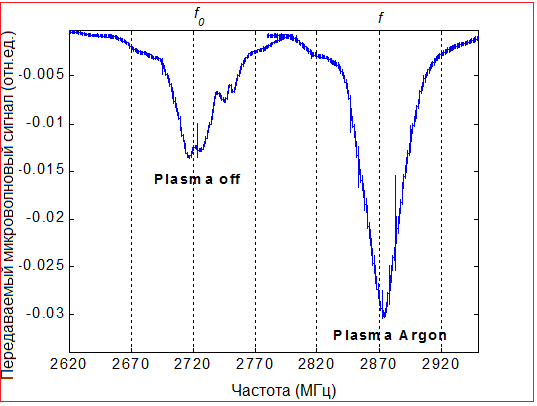 f0 f
Передаваемый микроволновый сигнал (отн.ед.)
-0.005
-0.01
-0.015
-0.02
-0.025
-0.03
Plasma off
Plasma Argon
2620 2670 2720 2770 2820 2870 2920
Частота (МГц)